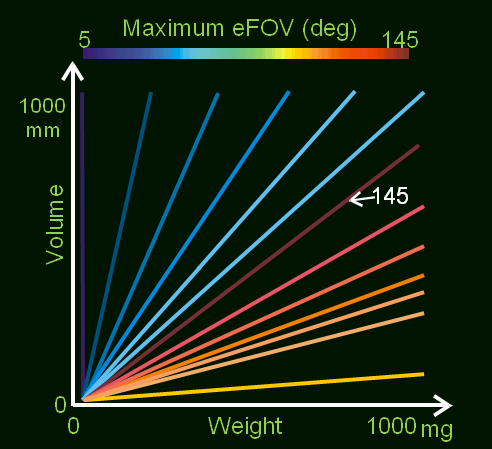 Maximum eFOV (deg)
5 145
1000
mm
145
Volume
0
0 Weight 1000 mg